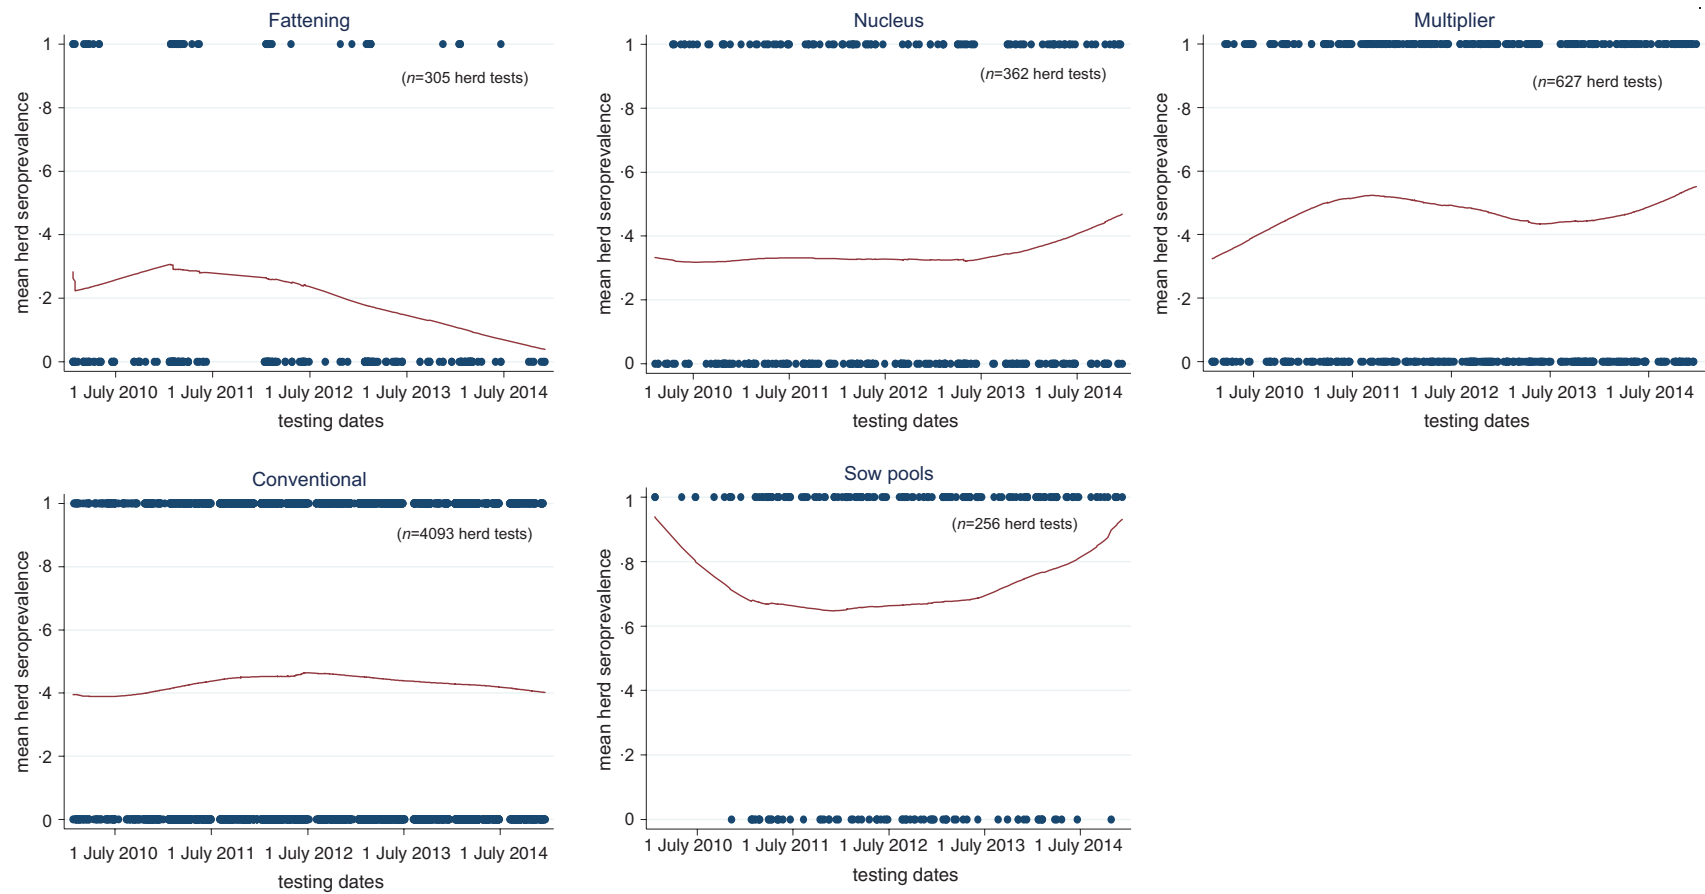 Fattening
(n=305 herd tests)
mean herd seroprevalence
1
·8
·6
·4
·2
0
1 July 2010 1 July 2011 1 July 2012 1 July 2013 1 July 2014
testing dates
Nucleus
(n=362 herd tests)
mean herd seroprevalence
1
·8
·6
·4
·2
0
1 July 2010 1 July 2011 1 July 2012 1 July 2013 1 July 2014
testing dates
Multiplier
(n=627 herd tests)
mean herd seroprevalence
1
·8
·6
·4
·2
0
1 July 2010 1 July 2011 1 July 2012 1 July 2013 1 July 2014
testing dates
Conventional
(n=4093 herd tests)
mean herd seroprevalence
1
·8
·6
·4
·2
0
1 July 2010 1 July 2011 1 July 2012 1 July 2013 1 July 2014
testing dates
Sow pools
(n=256 herd tests)
mean herd seroprevalence
1
·8
·6
·4
·2
0
1 July 2010 1 July 2011 1 July 2012 1 July 2013 1 July 2014
testing dates